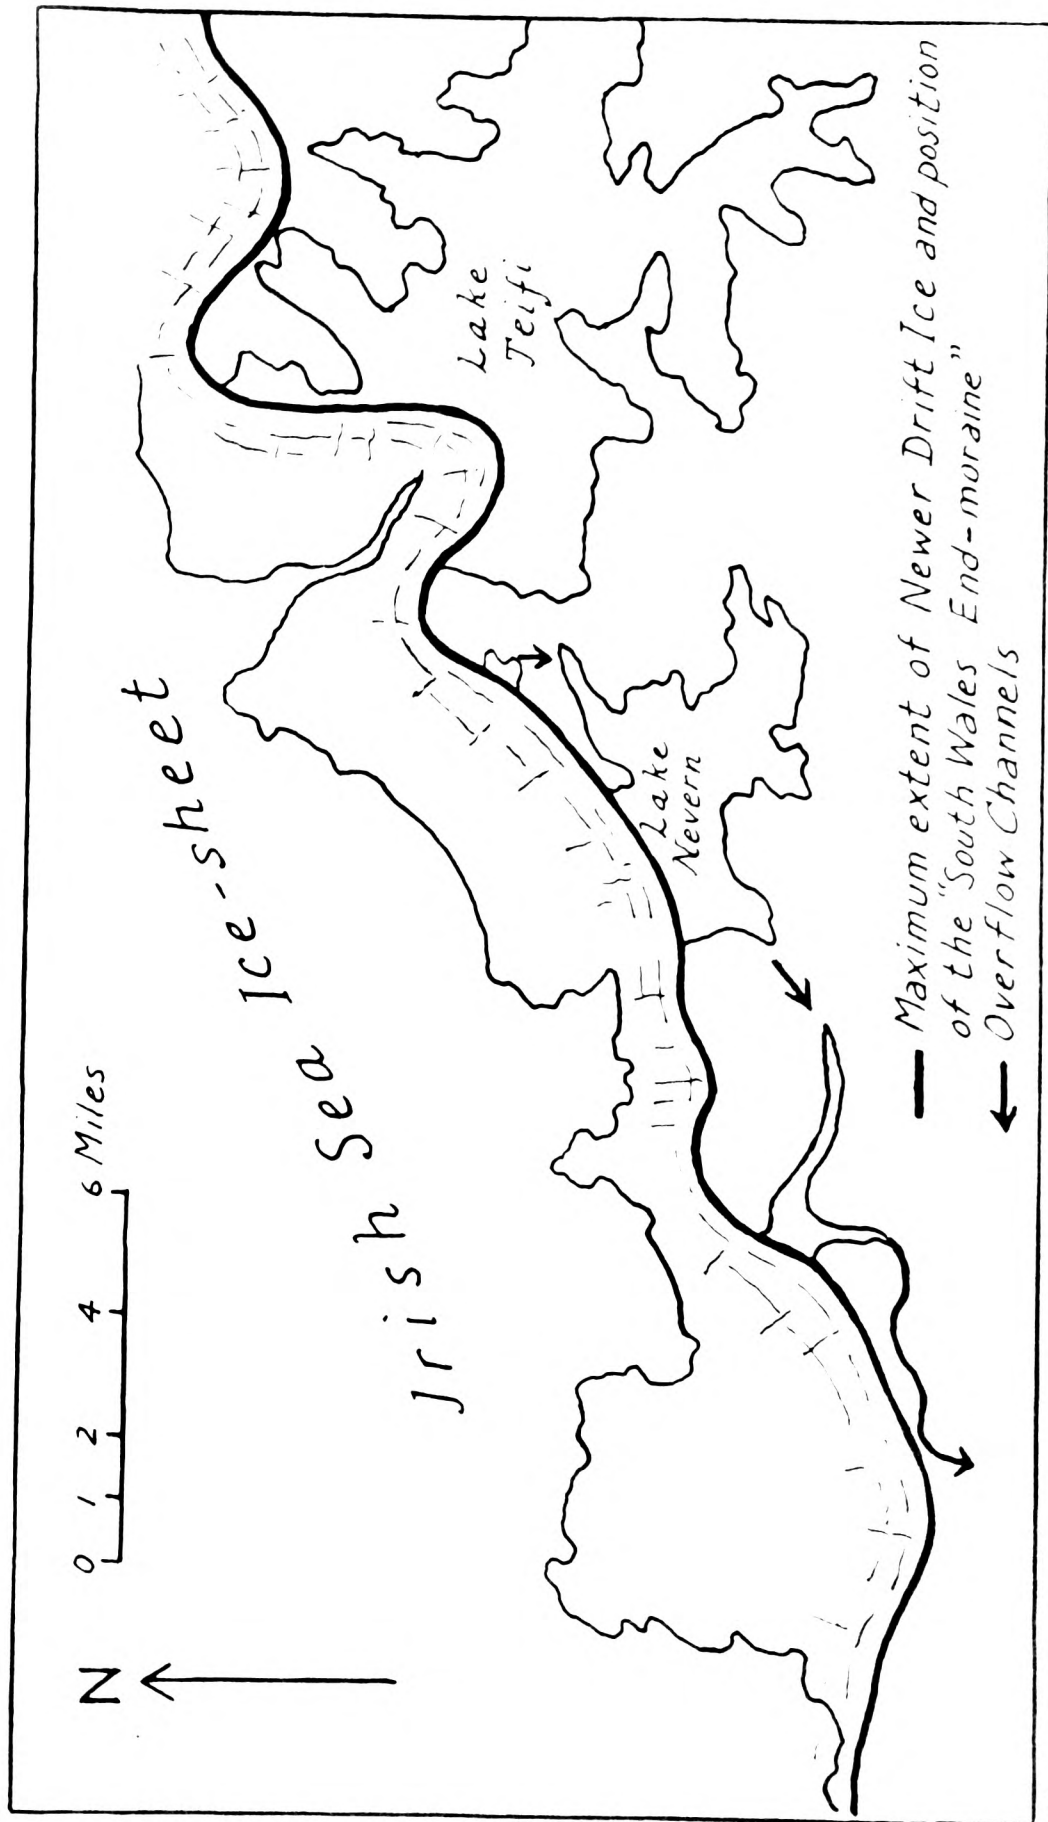 N
0 1 2 4 6 Miles
Irish Sea Ice-sheet
Lake
Teifi
Lake
Nevern
Maximum extent of Newer Drift Ice and position
of the "South Wales End-moraine"
Overflow Channels